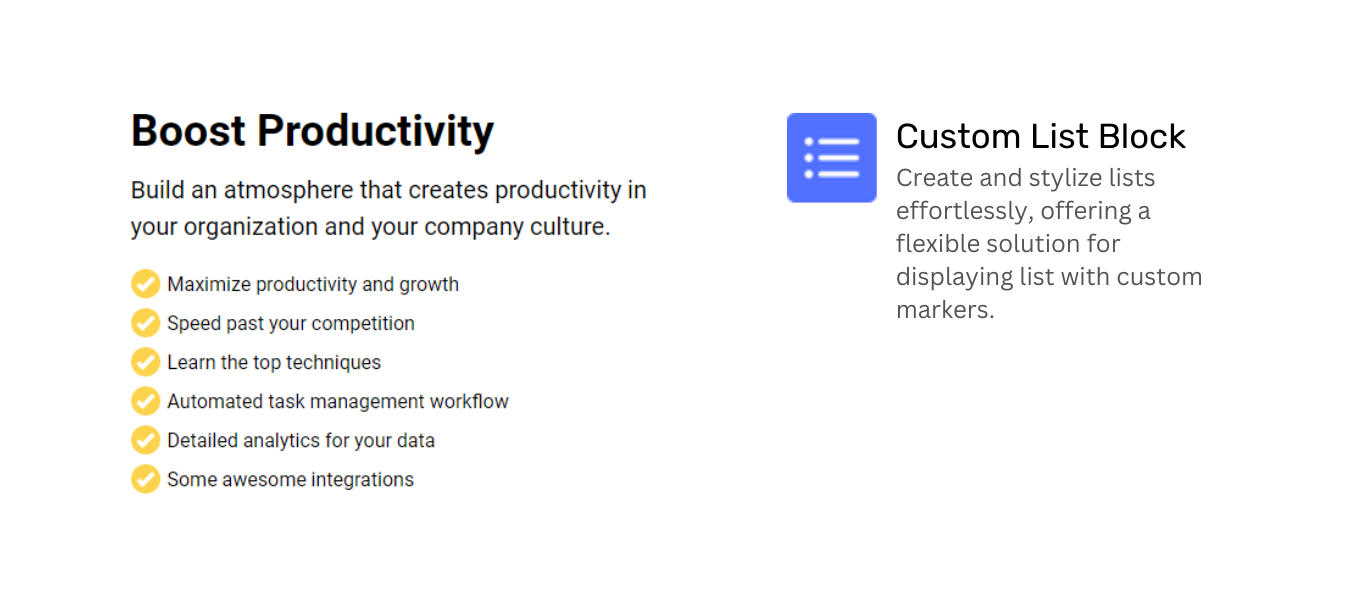 Boost Productivity
Build an atmosphere that creates productivity in
your organization and your company culture.
Maximize productivity and growth
Speed past your competition
Learn the top techniques
Automated task management workflow
Detailed analytics for your data
Some awesome integrations
Custom List Block
Create and stylize lists
effortlessly, offering a
flexible solution for
displaying list with custom
markers.